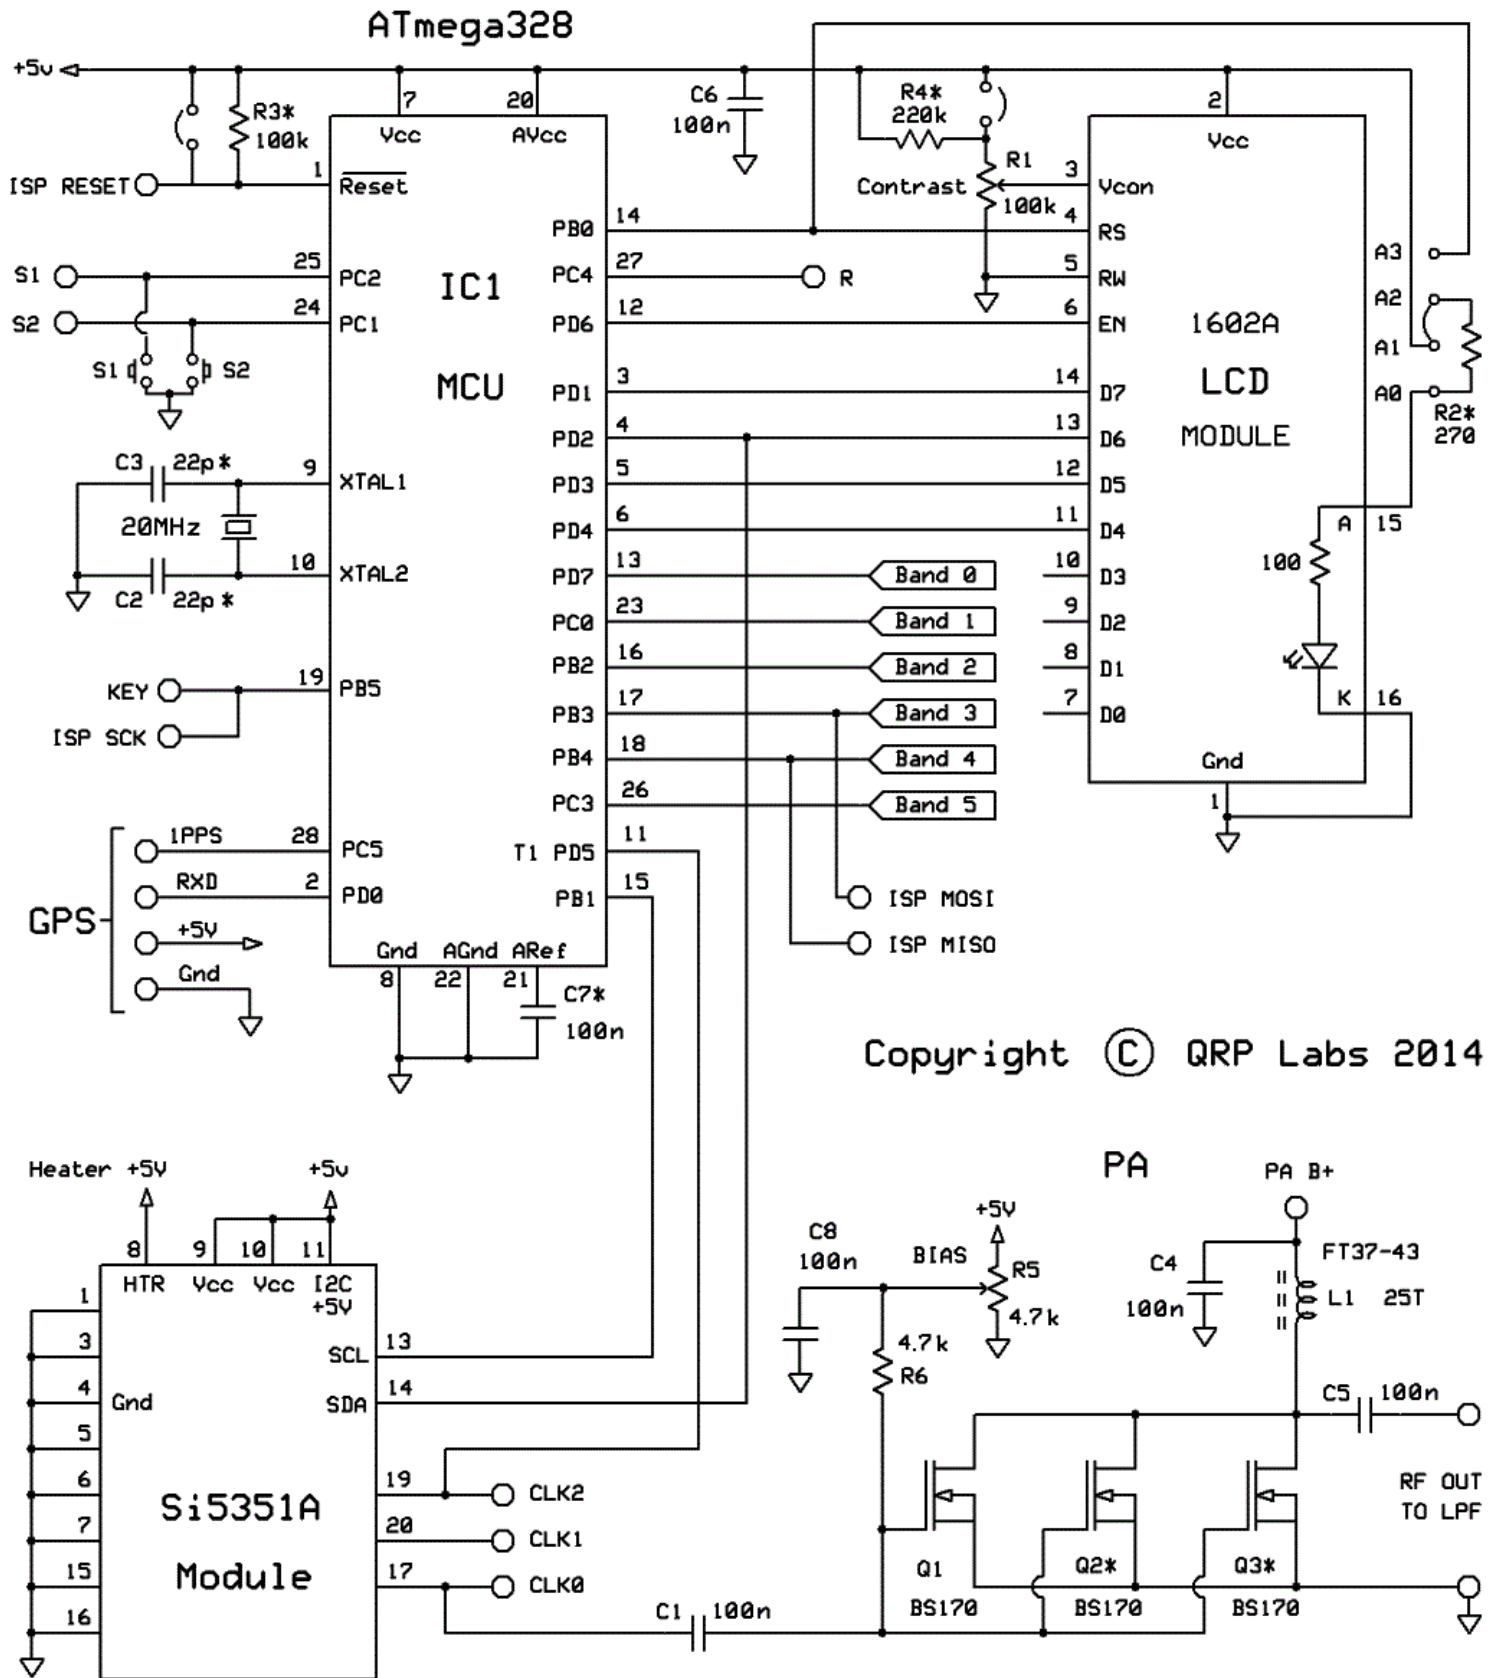 ATmega328
+5v
7
20
C6
100n
R4*
220k
2
R3*
100k
Vcc
AVcc
Vcc
ISP RESET
1
Reset
Contrast
R1
100k
3
Vcon
PB0
14
4
RS
S1
25
PC2
IC1
PC4
27
R
5
RW
A3
S2
24
PC1
PD6
12
6
EN
1602A
A2
S1
S2
MCU
PD1
3
14
D7
LCD
A1
A0
R2*
270
PD2
4
13
D6
MODULE
C3
22p*
9
XTAL1
PD3
5
12
D5
20MHz
PD4
6
11
D4
A
15
C2
22p*
10
XTAL2
PD7
13
Band 0
10
D3
100
PC0
23
Band 1
9
D2
PB2
16
Band 2
8
D1
KEY
19
PB5
PB3
17
Band 3
7
D0
K
16
ISP SCK
PB4
18
Band 4
Gnd
PC3
26
Band 5
1
GPS
1PPS
28
PC5
T1 PD5
11
RXD
2
PD0
PB1
15
ISP MOSI
+5V
Gnd
AGnd
ARef
ISP MISO
Gnd
8
22
21
C7*
100n
Copyright © QRP Labs 2014
Heater +5V
+5v
PA
PA B+
8
9
10
11
HTR
Vcc
Vcc
I2C
+5V
C8
100n
BIAS
+5V
R5
4.7k
C4
100n
FT37-43
L1 25T
1
3
SCL
13
4.7k
R6
4
Gnd
SDA
14
C5
100n
5
6
Si5351A
19
CLK2
RF OUT
TO LPF
7
20
CLK1
15
Module
17
CLK0
Q1
BS170
Q2*
BS170
Q3*
BS170
16
C1
100n